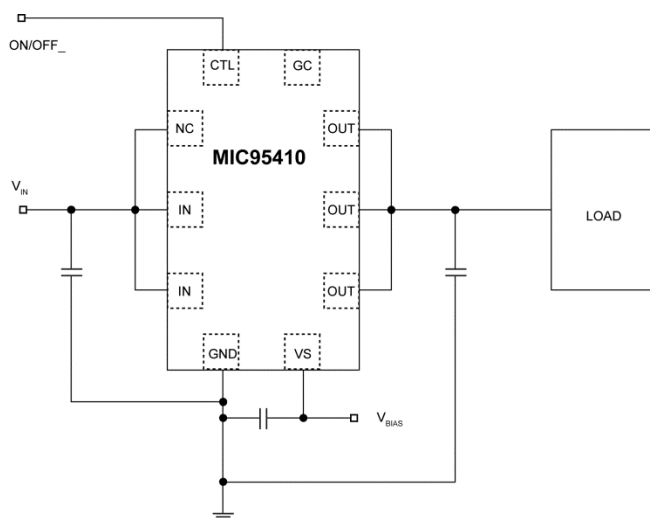 ON/OFF_
CTL
GC
NC
OUT
MIC95410
V_IN
IN
OUT
LOAD
IN
OUT
GND
VS
V_BIAS